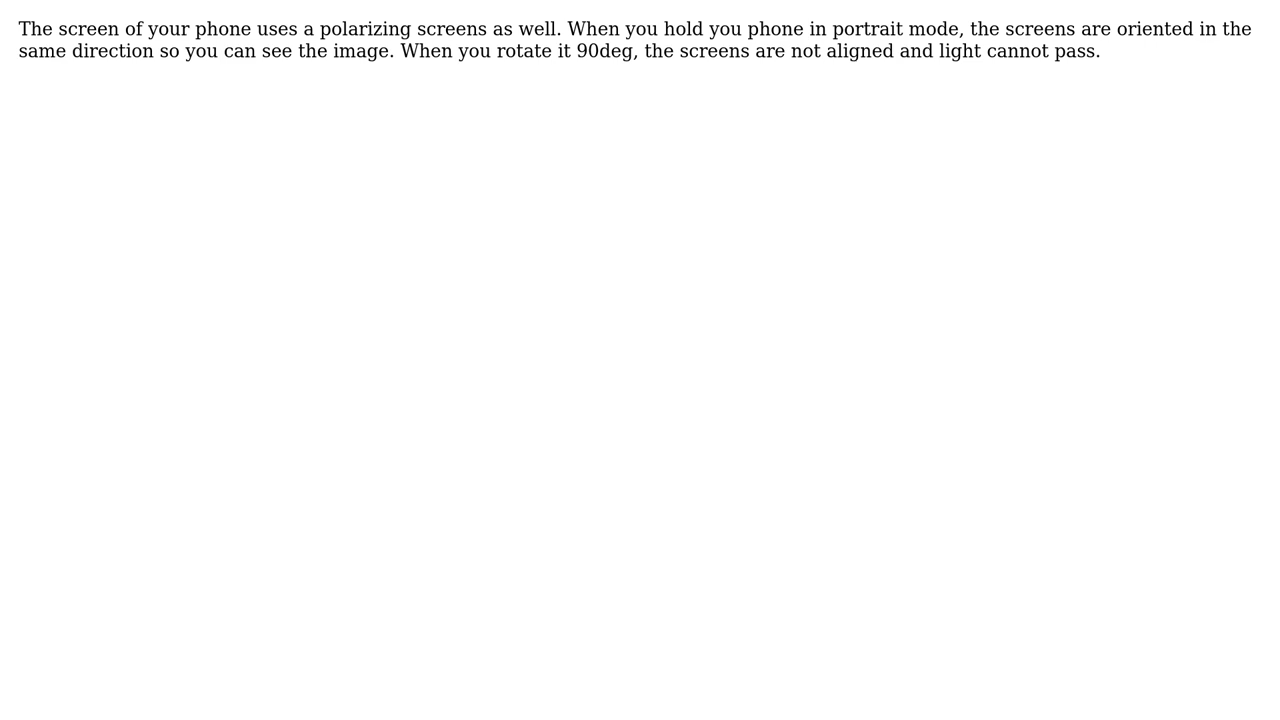 The screen of your phone uses a polarizing screens as well. When you hold you phone in portrait mode, the screens are oriented in the
same direction so you can see the image. When you rotate it 90deg, the screens are not aligned and light cannot pass.